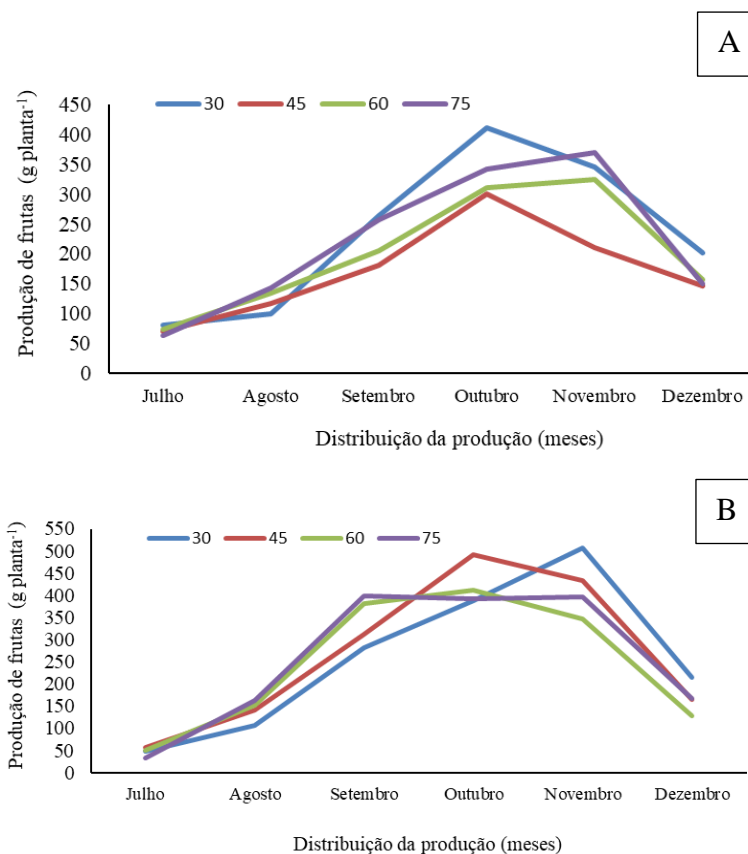 A
Produção de frutas (g planta⁻¹)
30 45 60 75
450
400
350
300
250
200
150
100
50
0
Julho Agosto Setembro Outubro Novembro Dezembro
Distribuição da produção (meses)
B
Produção de frutas (g planta⁻¹)
30 45 60 75
550
500
450
400
350
300
250
200
150
100
50
0
Julho Agosto Setembro Outubro Novembro Dezembro
Distribuição da produção (meses)